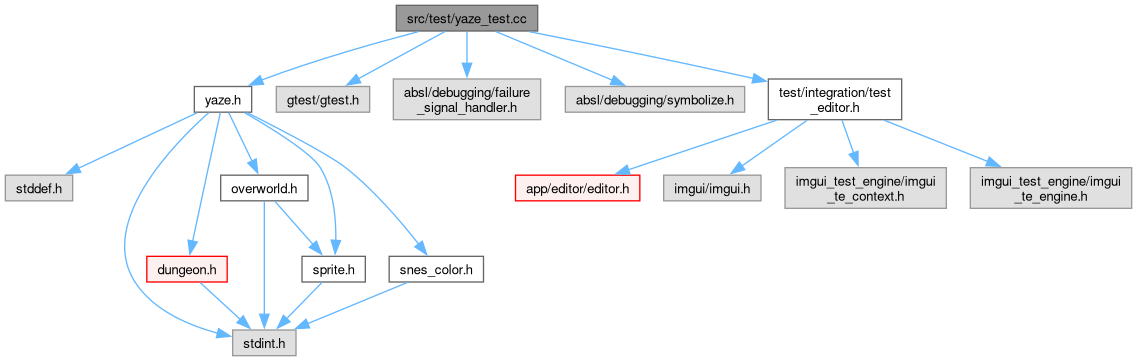 src/test/yaze_test.cc
yaze.h
gtest/gtest.h
absl/debugging/failure
_signal_handler.h
absl/debugging/symbolize.h
test/integration/test
_editor.h
stddef.h
overworld.h
app/editor/editor.h
imgui/imgui.h
imgui_test_engine/imgui
_te_context.h
imgui_test_engine/imgui
_te_engine.h
dungeon.h
sprite.h
snes_color.h
stdint.h